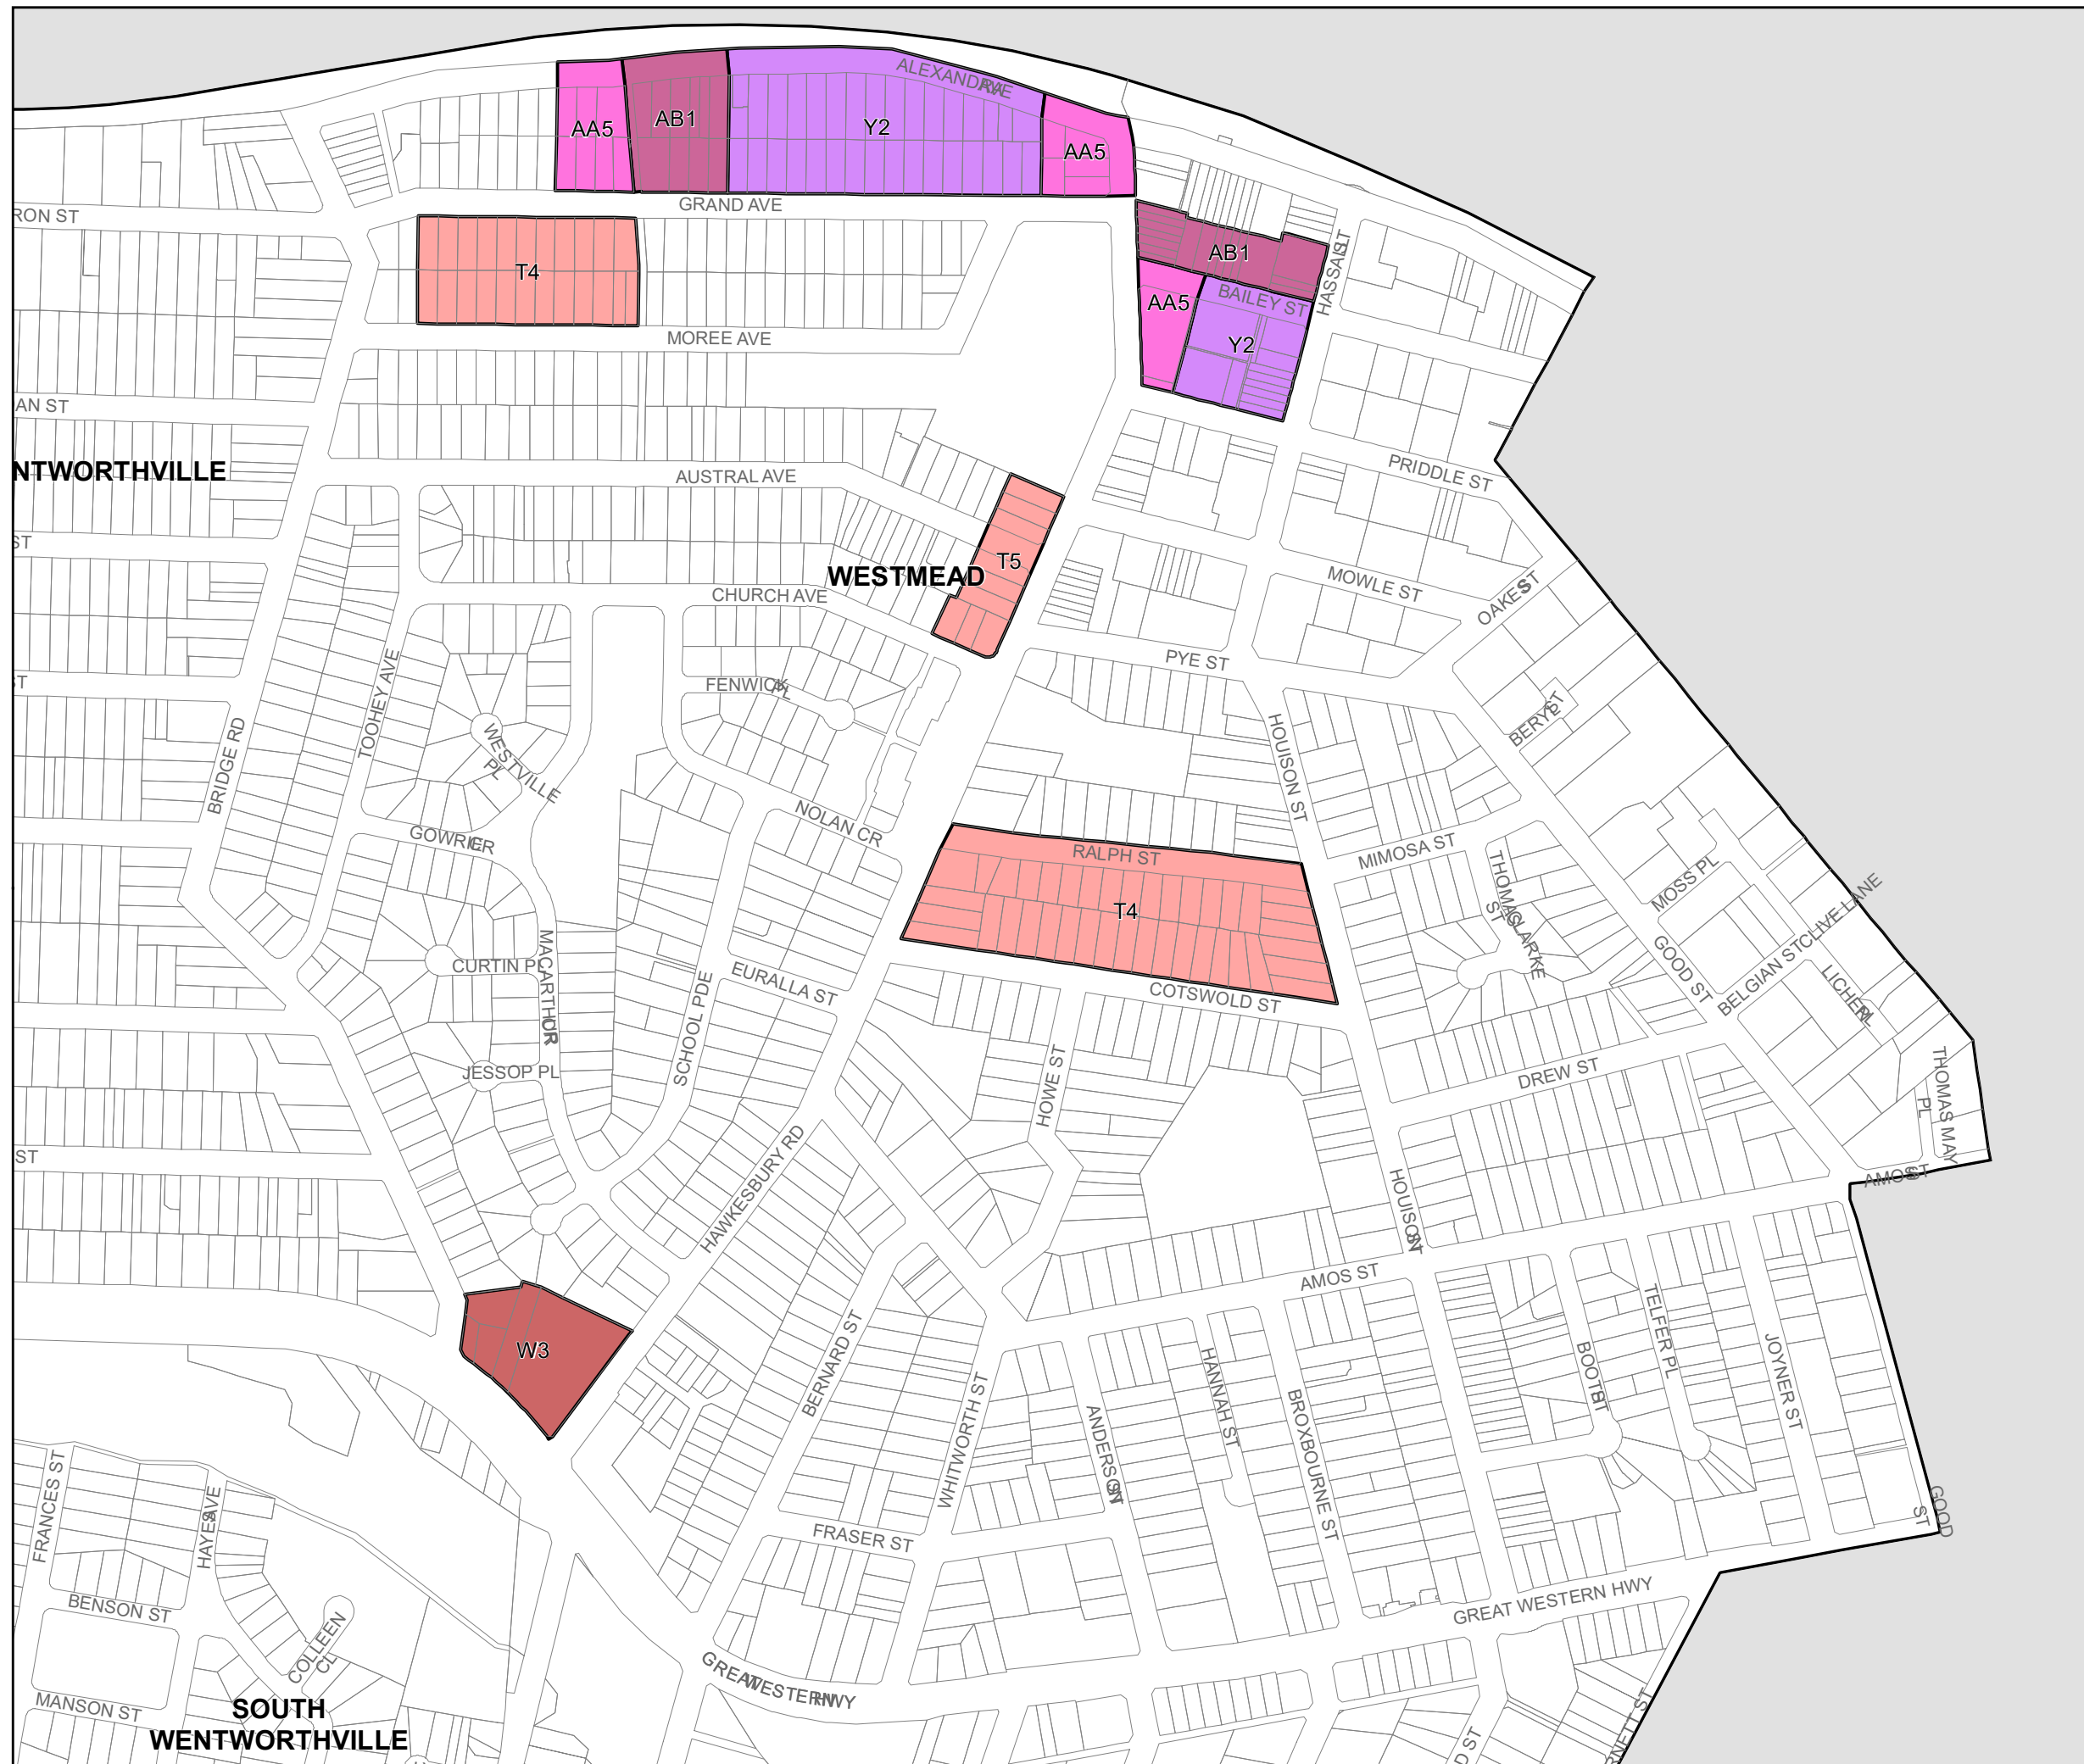 ALEXANDRA AVE
AA5
AB1
Y2
AA5
GRAND AVE
RON ST
AB1
HASSALL ST
T4
AA5
BAILEY ST
Y2
MOREE AVE
AN ST
NTWORTHVILLE
AUSTRAL AVE
PRIDDLE ST
ST
T5
WESTMEAD
CHURCH AVE
MOWLE ST
OAKES ST
PYE ST
ST
FENWICK PL
TOOHEY AVE
BERYL ST
BRIDGE RD
WESTVILLE
PL
HOUISON ST
NOLAN CR
GOWRIE CR
RALPH ST
MIMOSA ST
THOMAS
ST
CLARKE
MOSS PL
CLIVE LANE
T4
MACARTHUR CR
CURTIN PL
GOOD ST
BELGIAN ST
LICHEN PL
EURALLA ST
COTSWOLD ST
SCHOOL PDE
JESSOP PL
HOWE ST
DREW ST
THOMAS MAY
PL
ST
HAWKESBURY RD
AMOS ST
HOUISON ST
AMOS ST
W3
BERNARD ST
HANNAH ST
TELFER PL
BOOTH ST
JOYNER ST
WHITWORTH ST
ANDERSON ST
BROXBOURNE ST
FRANCES ST
HAYES AVE
FRASER ST
GOOD
ST
BENSON ST
GREAT WESTERN HWY
COLLEEN
CL
GREAT WESTERN HWY
MANSON ST
SOUTH
WENTWORTHVILLE
D ST
RNETT ST